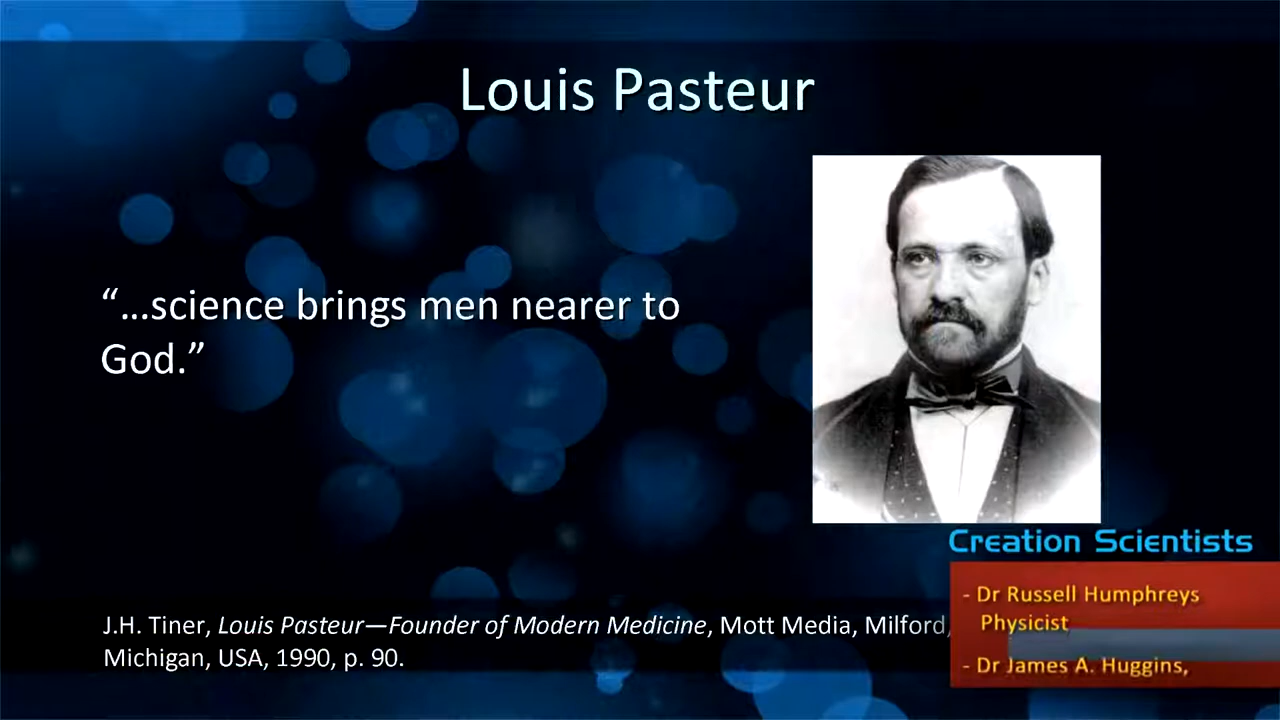 Louis Pasteur
“…science brings men nearer to
God.”
J.H. Tiner, Louis Pasteur—Founder of Modern Medicine, Mott Media, Milford,
Michigan, USA, 1990, p. 90.
Creation Scientists
- Dr Russell Humphreys
Physicist
- Dr James A. Huggins,